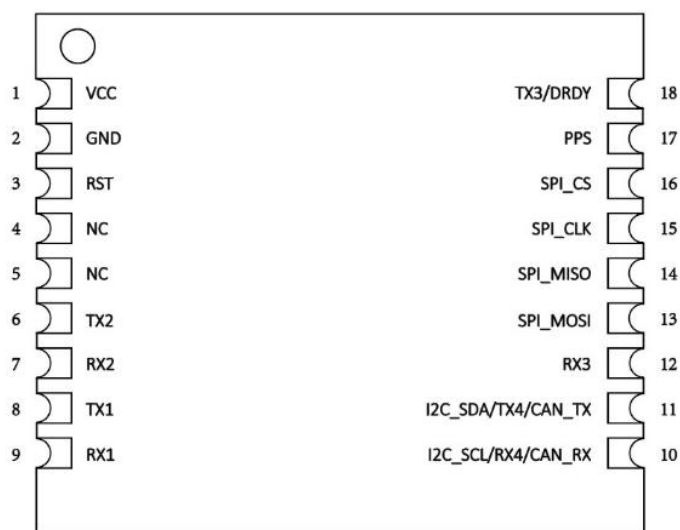 1 VCC TX3/DRDY 18
2 GND PPS 17
3 RST SPI_CS 16
4 NC SPI_CLK 15
5 NC SPI_MISO 14
6 TX2 SPI_MOSI 13
7 RX2 RX3 12
8 TX1 I2C_SDA/TX4/CAN_TX 11
9 RX1 I2C_SCL/RX4/CAN_RX 10